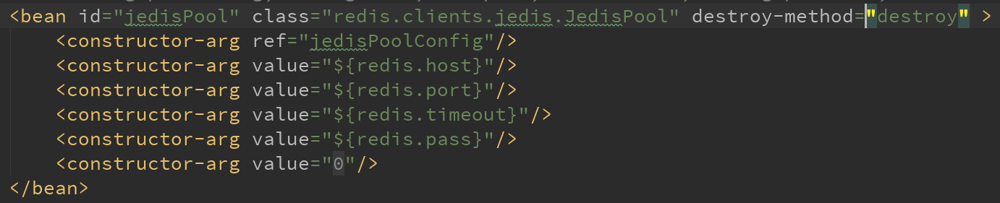 <bean id="jedisPool" class="redis.clients.jedis.JedisPool" destroy-method="destroy" >
<constructor-arg ref="jedisPoolConfig"/>
<constructor-arg value="${redis.host}"/>
<constructor-arg value="${redis.port}"/>
<constructor-arg value="${redis.timeout}"/>
<constructor-arg value="${redis.pass}"/>
<constructor-arg value="0"/>
</bean>